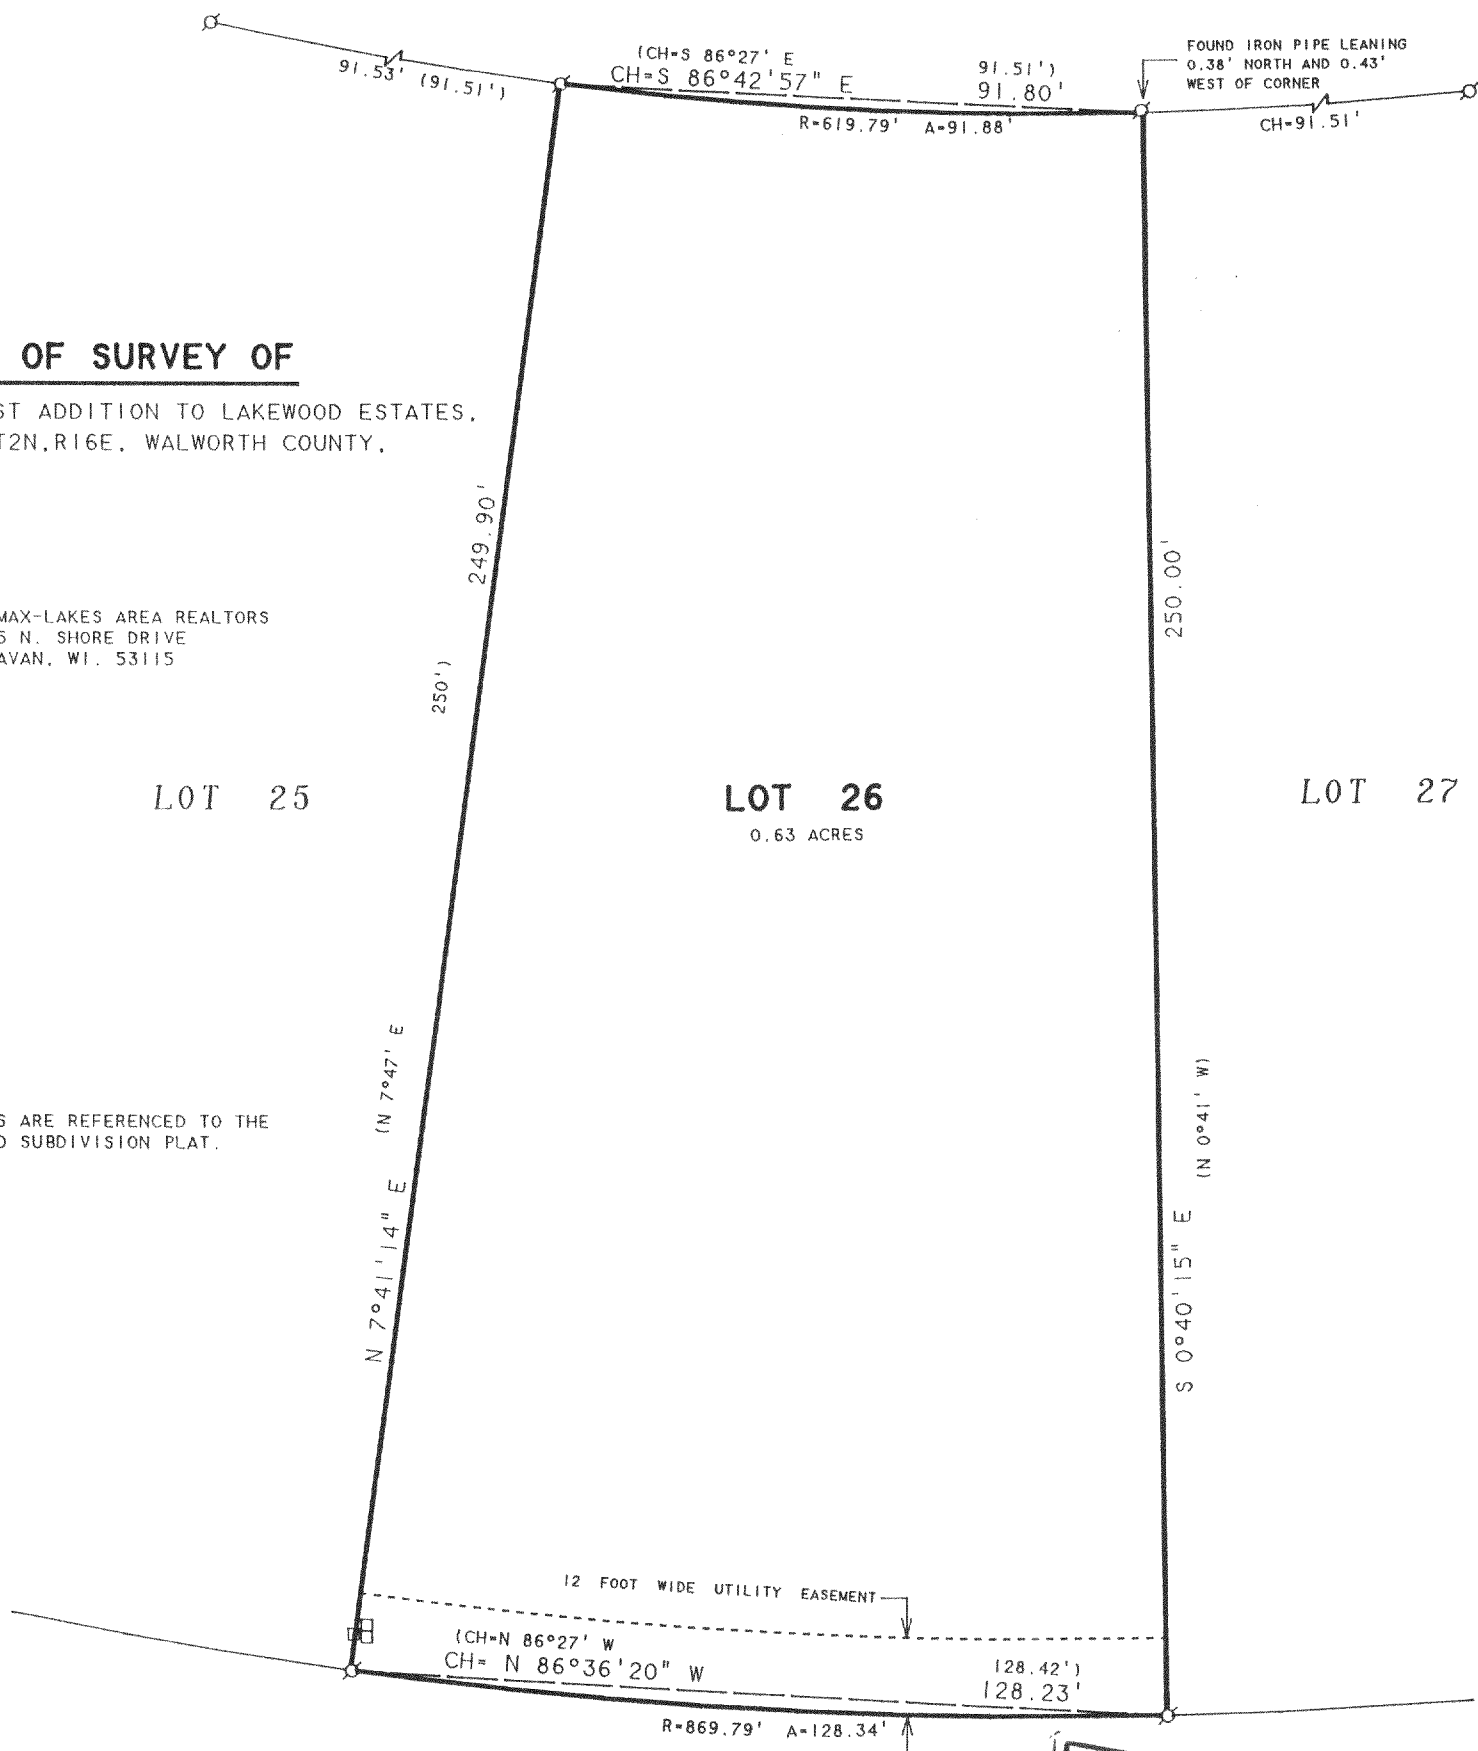 (CH=S 86°27' E 91.51')
CH=S 86°42'57" E 91.80'
R=619.79' A=91.88'
91.53' (91.51')
FOUND IRON PIPE LEANING
0.38' NORTH AND 0.43'
WEST OF CORNER
CH=91.51'
OF SURVEY OF
ST ADDITION TO LAKEWOOD ESTATES,
T2N,R16E, WALWORTH COUNTY,
249.90'
250')
250.00'
MAX-LAKES AREA REALTORS
6 N. SHORE DRIVE
AVAN, WI. 53115
LOT 25
LOT 26
0.63 ACRES
LOT 27
(N 7°47' E
N 7°41'14" E
(N 0°41' W)
S 0°40'15" E
S ARE REFERENCED TO THE
D SUBDIVISION PLAT.
12 FOOT WIDE UTILITY EASEMENT
(CH=N 86°27' W 128.42')
CH= N 86°36'20" W 128.23'
R=869.79' A=128.34'